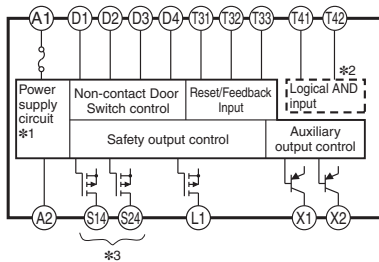 A1 D1 D2 D3 D4 T31 T32 T33 T41 T42
*2
Power
supply
circuit
*1
Non-contact Door
Switch control
Reset/Feedback
Input
Logical AND
input
Safety output control
Auxiliary
output control
A2 S14 S24 L1 X1 X2
*3